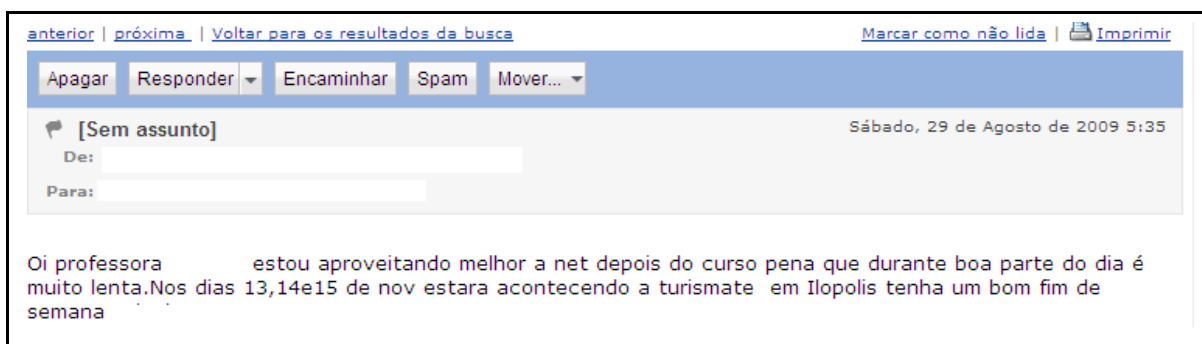 anterior | próxima | Voltar para os resultados da busca Marcar como não lida | Imprimir
Apagar Responder Encaminhar Spam Mover...
[Sem assunto] Sábado, 29 de Agosto de 2009 5:35
De:
Para:
Oi professora estou aproveitando melhor a net depois do curso pena que durante boa parte do dia é
muito lenta.Nos dias 13,14e15 de nov estara acontecendo a turismate em Ilopolis tenha um bom fim de
semana